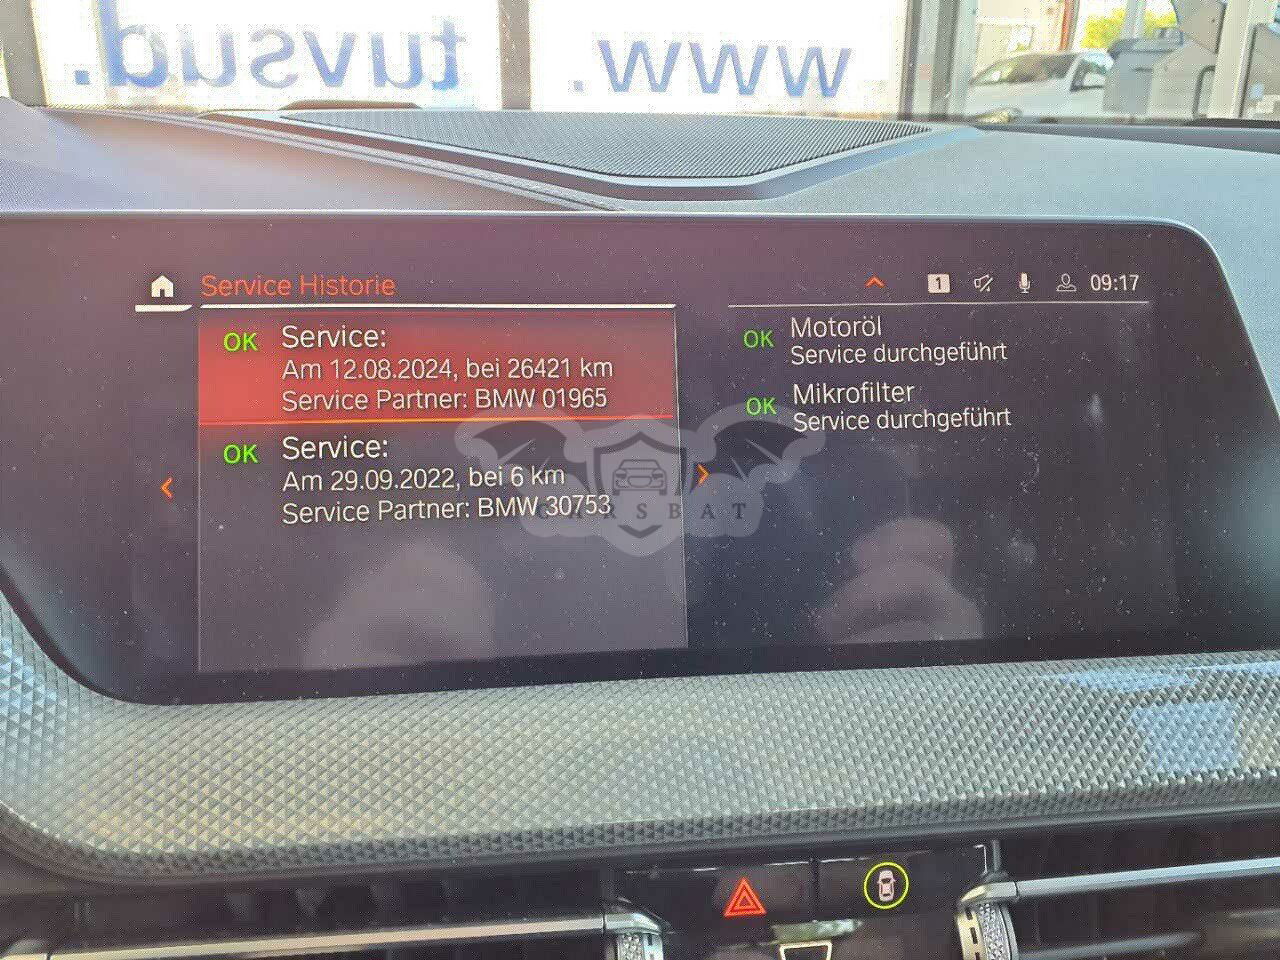 www.
tuvsud.
Service Historie
1
09:17
OK Service:
Am 12.08.2024, bei 26421 km
Service Partner: BMW 01965
OK Service:
Am 29.09.2022, bei 6 km
Service Partner: BMW 30753
OK Motoröl
Service durchgeführt
OK Mikrofilter
Service durchgeführt
CARSBAT